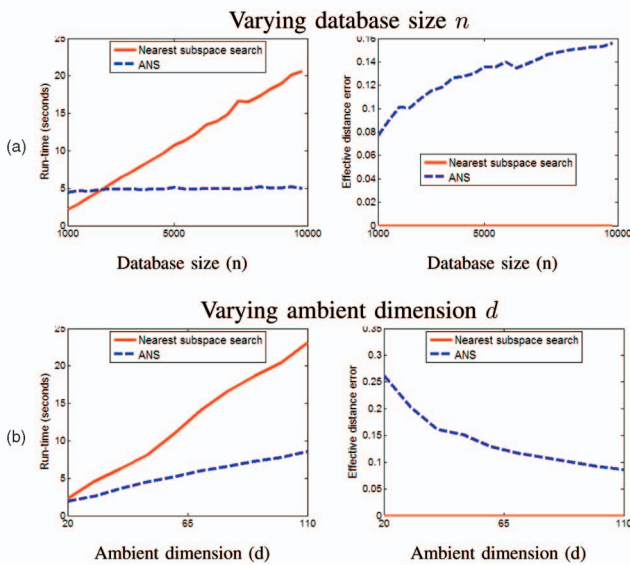 Varying database size n
(a)
Run-time (seconds)
25
20
15
10
5
0
1000
5000
10000
Nearest subspace search
ANS
Database size (n)
Effective distance error
0.16
0.14
0.12
0.1
0.08
0.06
0.04
0.02
0
1000
5000
10000
Nearest subspace search
ANS
Database size (n)
Varying ambient dimension d
(b)
Run-time (seconds)
25
20
15
10
5
0
20
65
110
Nearest subspace search
ANS
Ambient dimension (d)
Effective distance error
0.35
0.3
0.25
0.2
0.15
0.1
0.05
0
20
65
110
Nearest subspace search
ANS
Ambient dimension (d)